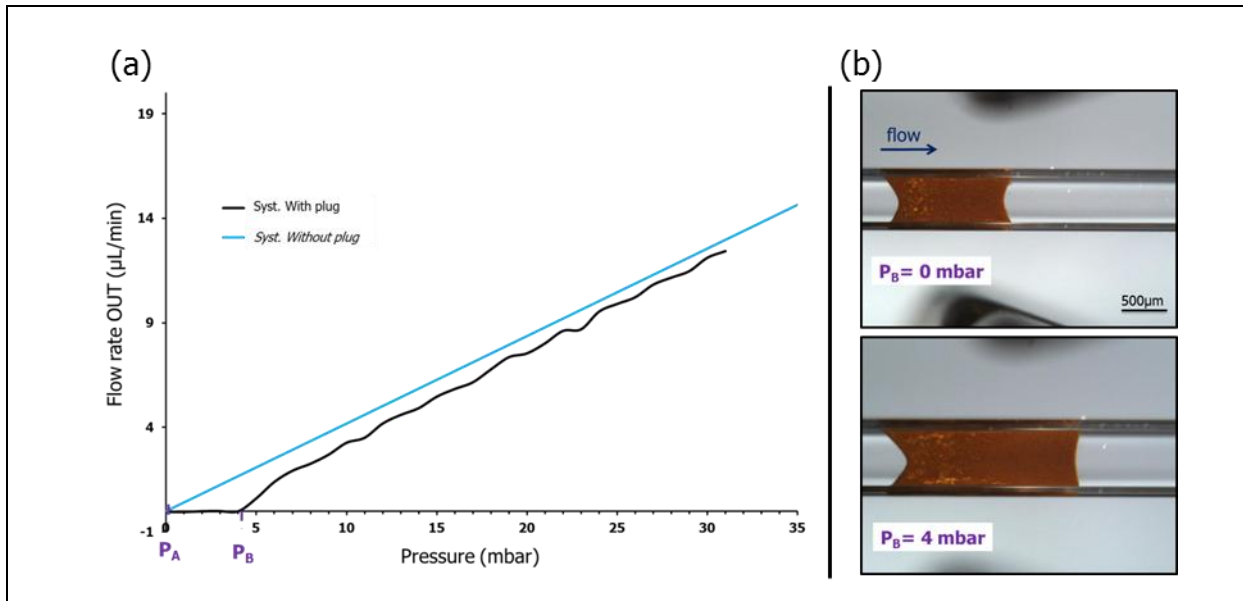 (a)
19
14
9
4
-1
Flow rate OUT (µL/min)
Syst. With plug
Syst. Without plug
0
5
10
15
20
25
30
35
P_A
P_B
Pressure (mbar)
(b)
flow
P_B= 0 mbar
500µm
P_B= 4 mbar